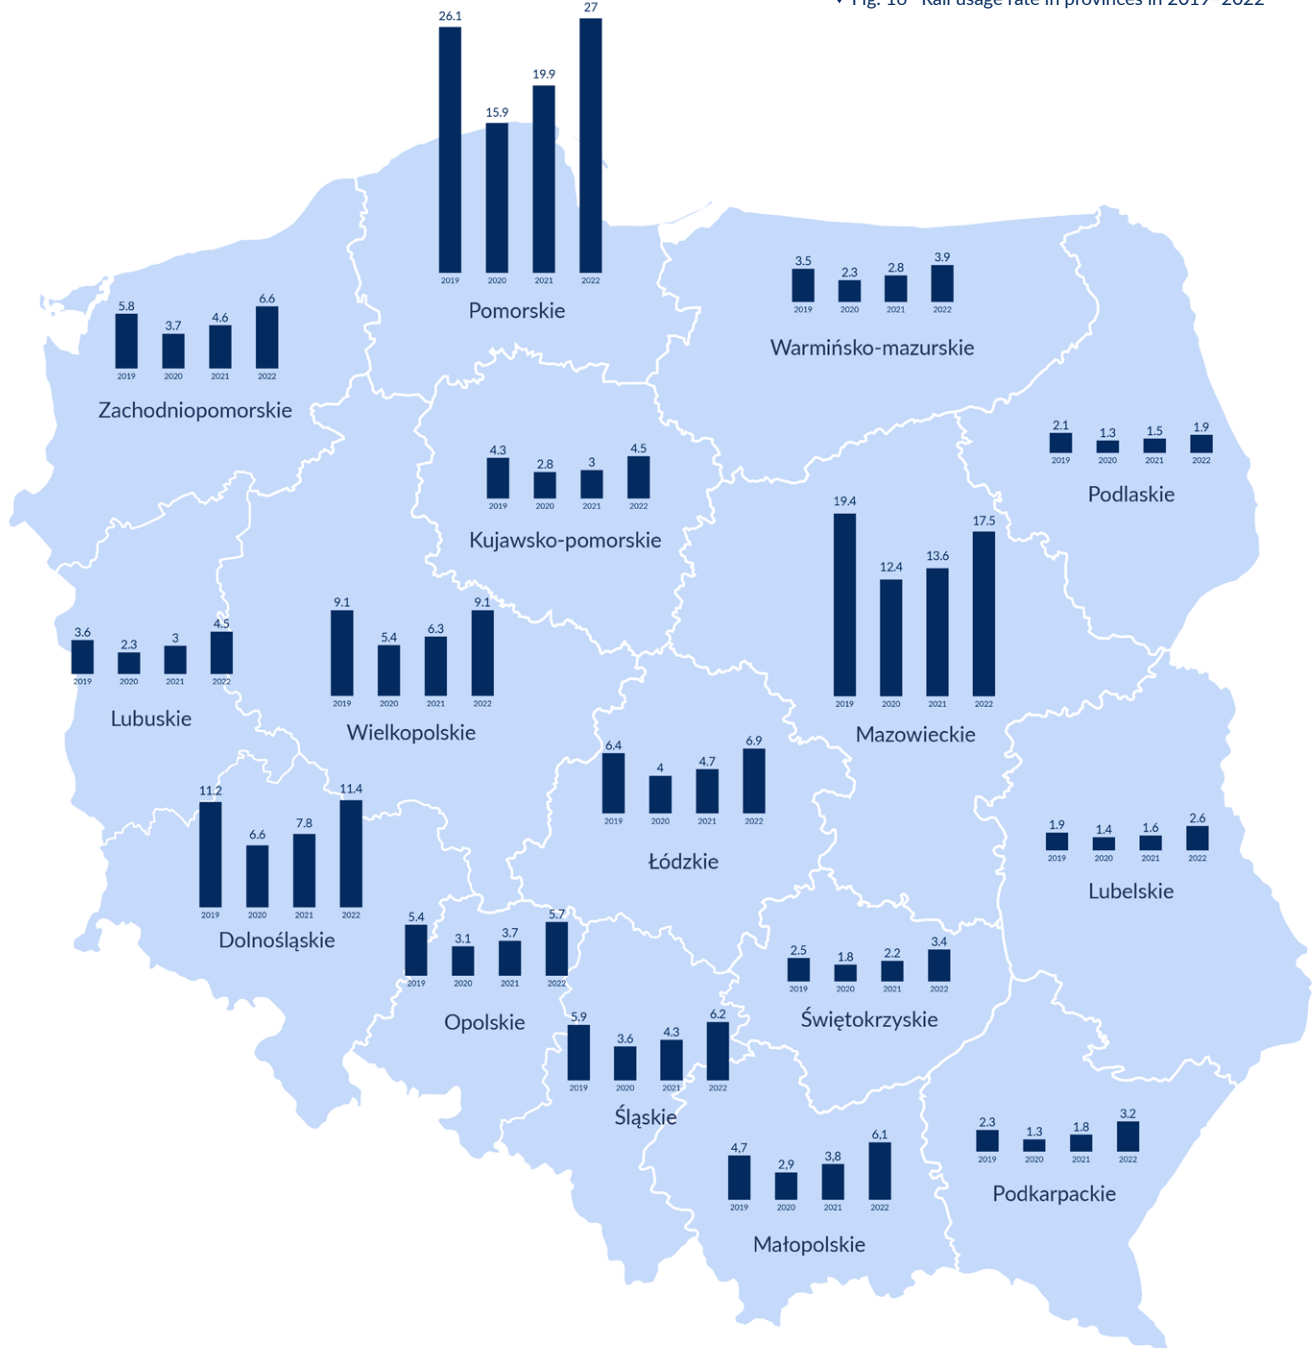 Fig. 16 Rail usage rate in provinces in 2019–2022
26.1 15.9 19.9 27
2019 2020 2021 2022
Pomorskie
3.5 2.3 2.8 3.9
2019 2020 2021 2022
Warmińsko-mazurskie
5.8 3.7 4.6 6.6
2019 2020 2021 2022
Zachodniopomorskie
2.1 1.3 1.5 1.9
2019 2020 2021 2022
Podlaskie
4.3 2.8 3 4.5
2019 2020 2021 2022
Kujawsko-pomorskie
19.4 12.4 13.6 17.5
2019 2020 2021 2022
Mazowieckie
3.6 2.3 3 4.5
2019 2020 2021 2022
Lubuskie
9.1 5.4 6.3 9.1
2019 2020 2021 2022
Wielkopolskie
6.4 4 4.7 6.9
2019 2020 2021 2022
Łódzkie
11.2 6.6 7.8 11.4
2019 2020 2021 2022
Dolnośląskie
1.9 1.4 1.6 2.6
2019 2020 2021 2022
Lubelskie
5.4 3.1 3.7 5.7
2019 2020 2021 2022
Opolskie
2.5 1.8 2.2 3.4
2019 2020 2021 2022
Świętokrzyskie
5.9 3.6 4.3 6.2
2019 2020 2021 2022
Śląskie
4,7 2,9 3,8 6,1
2019 2020 2021 2022
Małopolskie
2.3 1.3 1.8 3.2
2019 2020 2021 2022
Podkarpackie